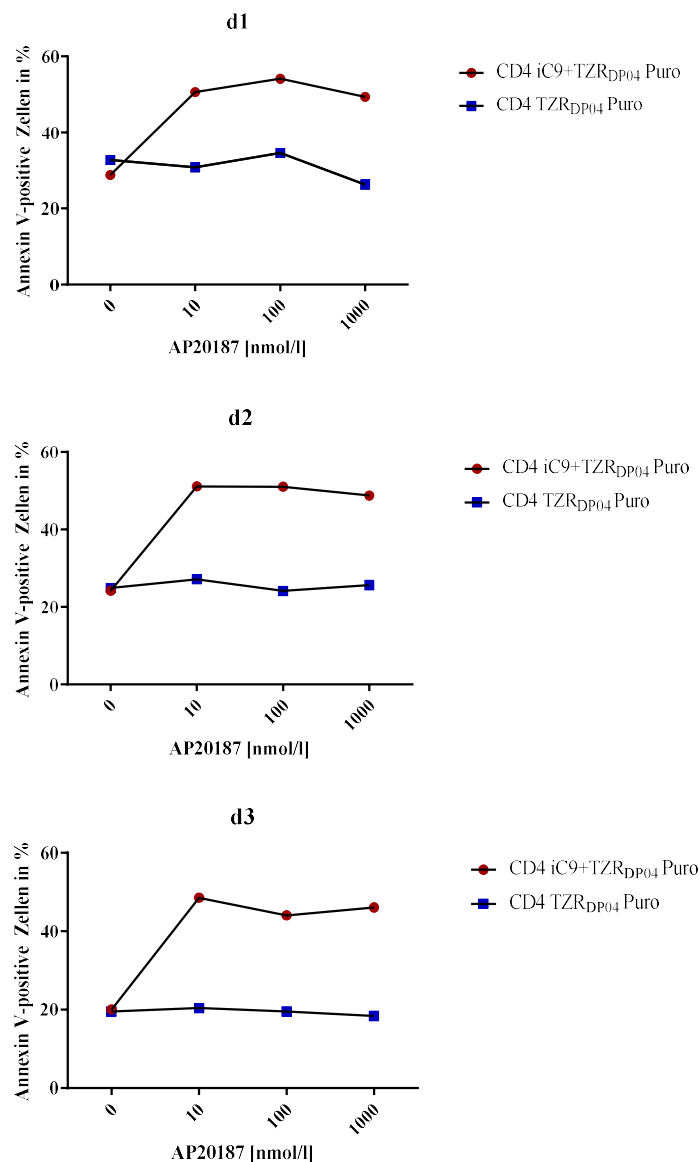 d1
Annexin V-positive Zellen in %
60
40
20
0
0
10
100
1000
AP20187 [nmol/l]
CD4 iC9+TZRDP04 Puro
CD4 TZRDP04 Puro
d2
Annexin V-positive Zellen in %
60
40
20
0
0
10
100
1000
AP20187 [nmol/l]
CD4 iC9+TZRDP04 Puro
CD4 TZRDP04 Puro
d3
Annexin V-positive Zellen in %
60
40
20
0
0
10
100
1000
AP20187 [nmol/l]
CD4 iC9+TZRDP04 Puro
CD4 TZRDP04 Puro